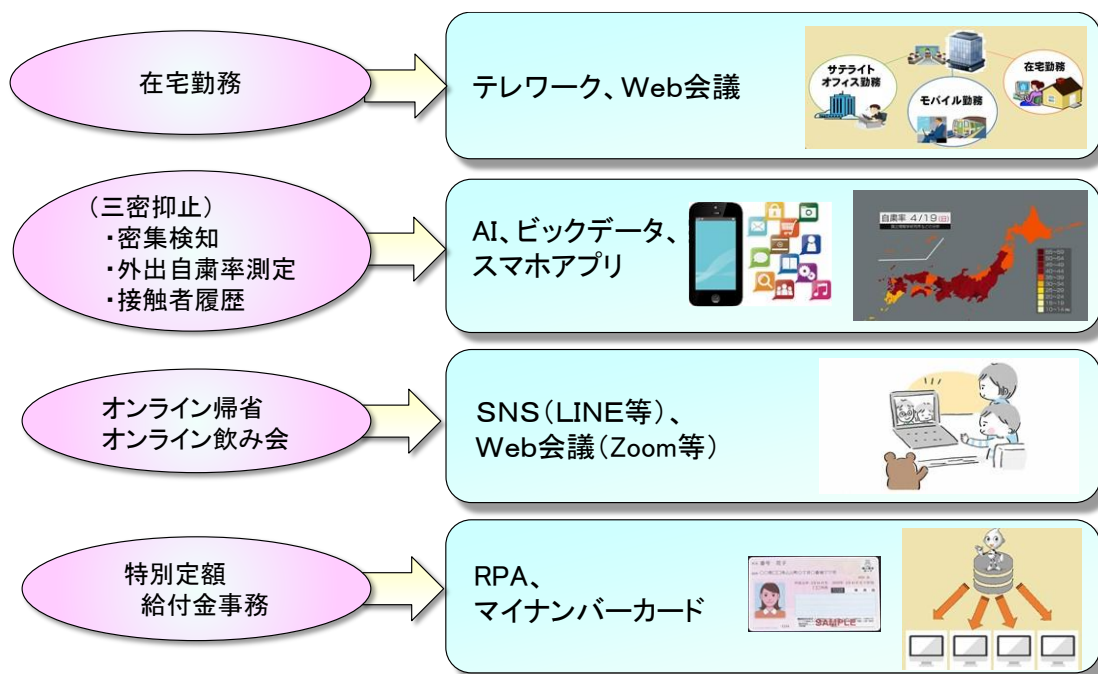 在宅勤務
テレワーク、Web会議
サテライト
オフィス勤務
モバイル勤務
在宅勤務
(三密抑止)
・密集検知
・外出自粛率測定
・接触者履歴
AI、ビックデータ、
スマホアプリ
自粛率 4/19(日)
オンライン帰省
オンライン飲み会
SNS(LINE等)、
Web会議(Zoom等)
特別定額
給付金事務
RPA、
マイナンバーカード
SAMPLE